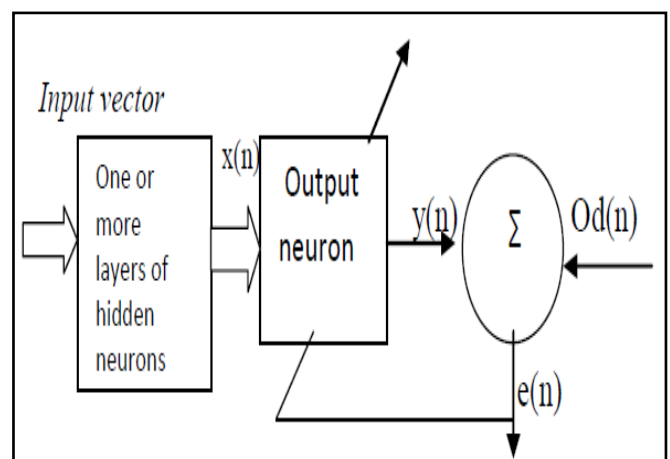 Input vector
One or
more
layers of
hidden
neurons
x(n)
Output
neuron
y(n)
Σ
Od(n)
e(n)